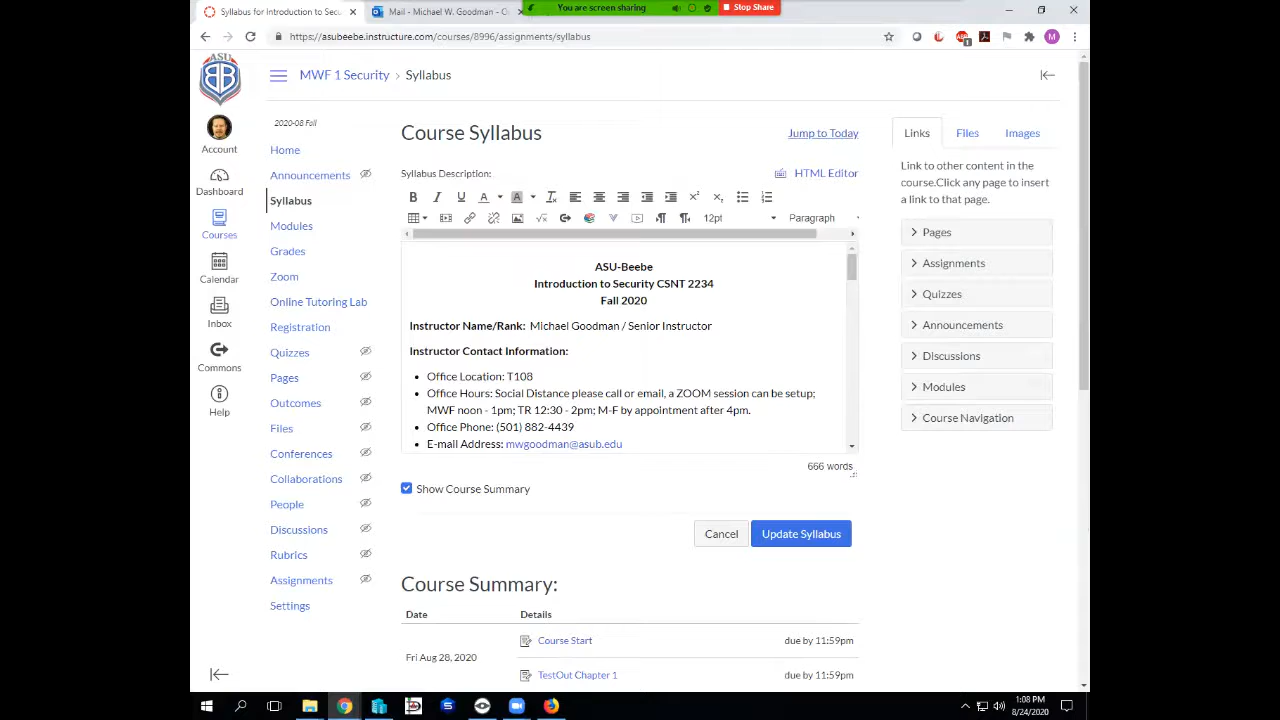 Syllabus for Introduction to Secu
Mail - Michael W. Goodman - O
You are screen sharing
Stop Share
https://asubeebe.instructure.com/courses/8996/assignments/syllabus
ASU
MWF 1 Security › Syllabus
Account
Dashboard
Courses
Calendar
Inbox
Commons
Help
2020-08 Fall
Home
Announcements
Syllabus
Modules
Grades
Zoom
Online Tutoring Lab
Registration
Quizzes
Pages
Outcomes
Files
Conferences
Collaborations
People
Discussions
Rubrics
Assignments
Settings
Course Syllabus
Jump to Today
Syllabus Description:
HTML Editor
12pt
Paragraph
ASU-Beebe
Introduction to Security CSNT 2234
Fall 2020
Instructor Name/Rank: Michael Goodman / Senior Instructor
Instructor Contact Information:
• Office Location: T108
• Office Hours: Social Distance please call or email, a ZOOM session can be setup;
MWF noon - 1pm; TR 12:30 - 2pm; M-F by appointment after 4pm.
• Office Phone: (501) 882-4439
• E-mail Address: mwgoodman@asub.edu
666 words
Show Course Summary
Cancel
Update Syllabus
Course Summary:
Date
Details
Fri Aug 28, 2020
Course Start
due by 11:59pm
TestOut Chapter 1
due by 11:59pm
Links
Files
Images
Link to other content in the
course.Click any page to insert
a link to that page.
Pages
Assignments
Quizzes
Announcements
Discussions
Modules
Course Navigation
1:08 PM
8/24/2020